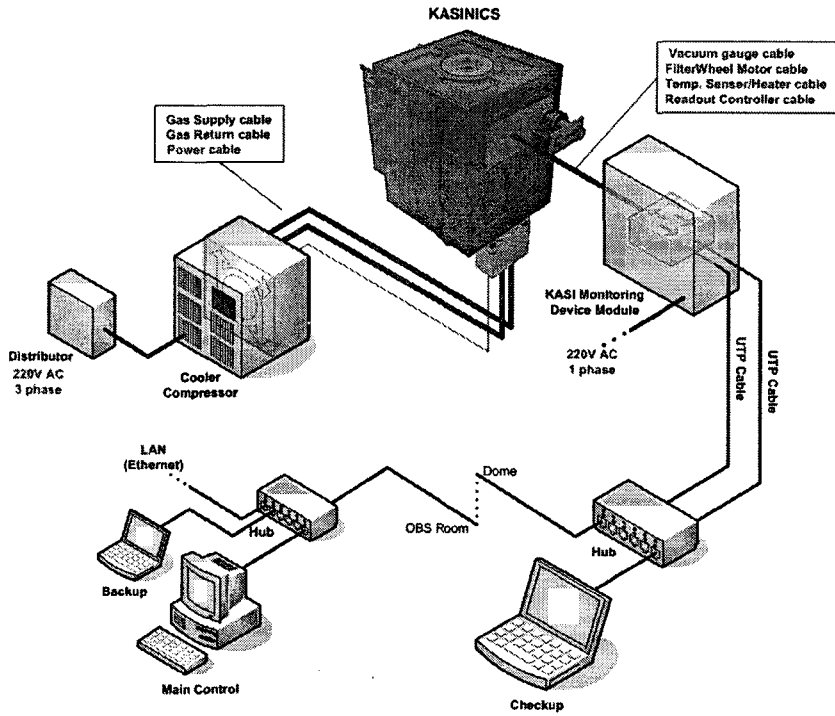 KASINICS
Vacuum gauge cable
FilterWheel Motor cable
Temp. Senser/Heater cable
Readout Controller cable
Gas Supply cable
Gas Return cable
Power cable
KASI Monitoring
Device Module
220V AC
1 phase
Distributor
220V AC
3 phase
Cooler
Compressor
UTP Cable
UTP Cable
LAN
(Ethernet)
Dome
OBS Room
Hub
Hub
Backup
Main Control
Checkup